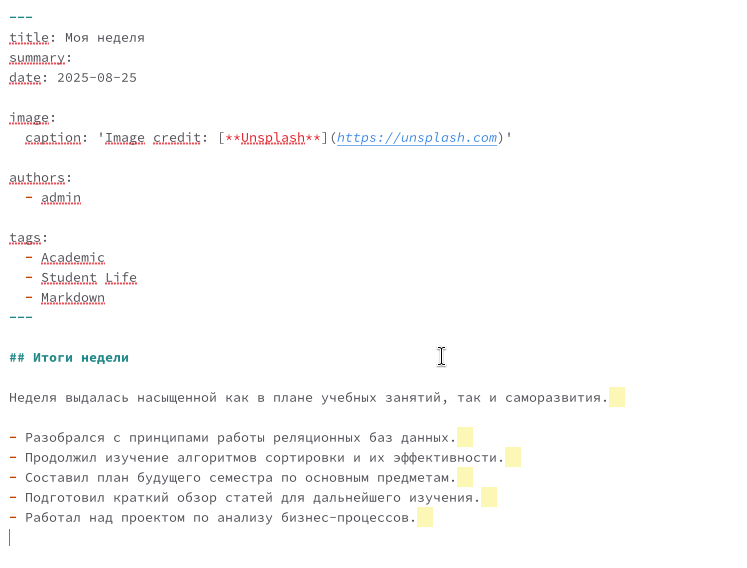 ---
title: Моя неделя
summary:
date: 2025-08-25
image:
caption: 'Image credit: [**Unsplash**](https://unsplash.com)'
authors:
- admin
tags:
- Academic
- Student Life
- Markdown
---
## Итоги недели
Неделя выдалась насыщенной как в плане учебных занятий, так и саморазвития.
- Разобрался с принципами работы реляционных баз данных.
- Продолжил изучение алгоритмов сортировки и их эффективности.
- Составил план будущего семестра по основным предметам.
- Подготовил краткий обзор статей для дальнейшего изучения.
- Работал над проектом по анализу бизнес-процессов.